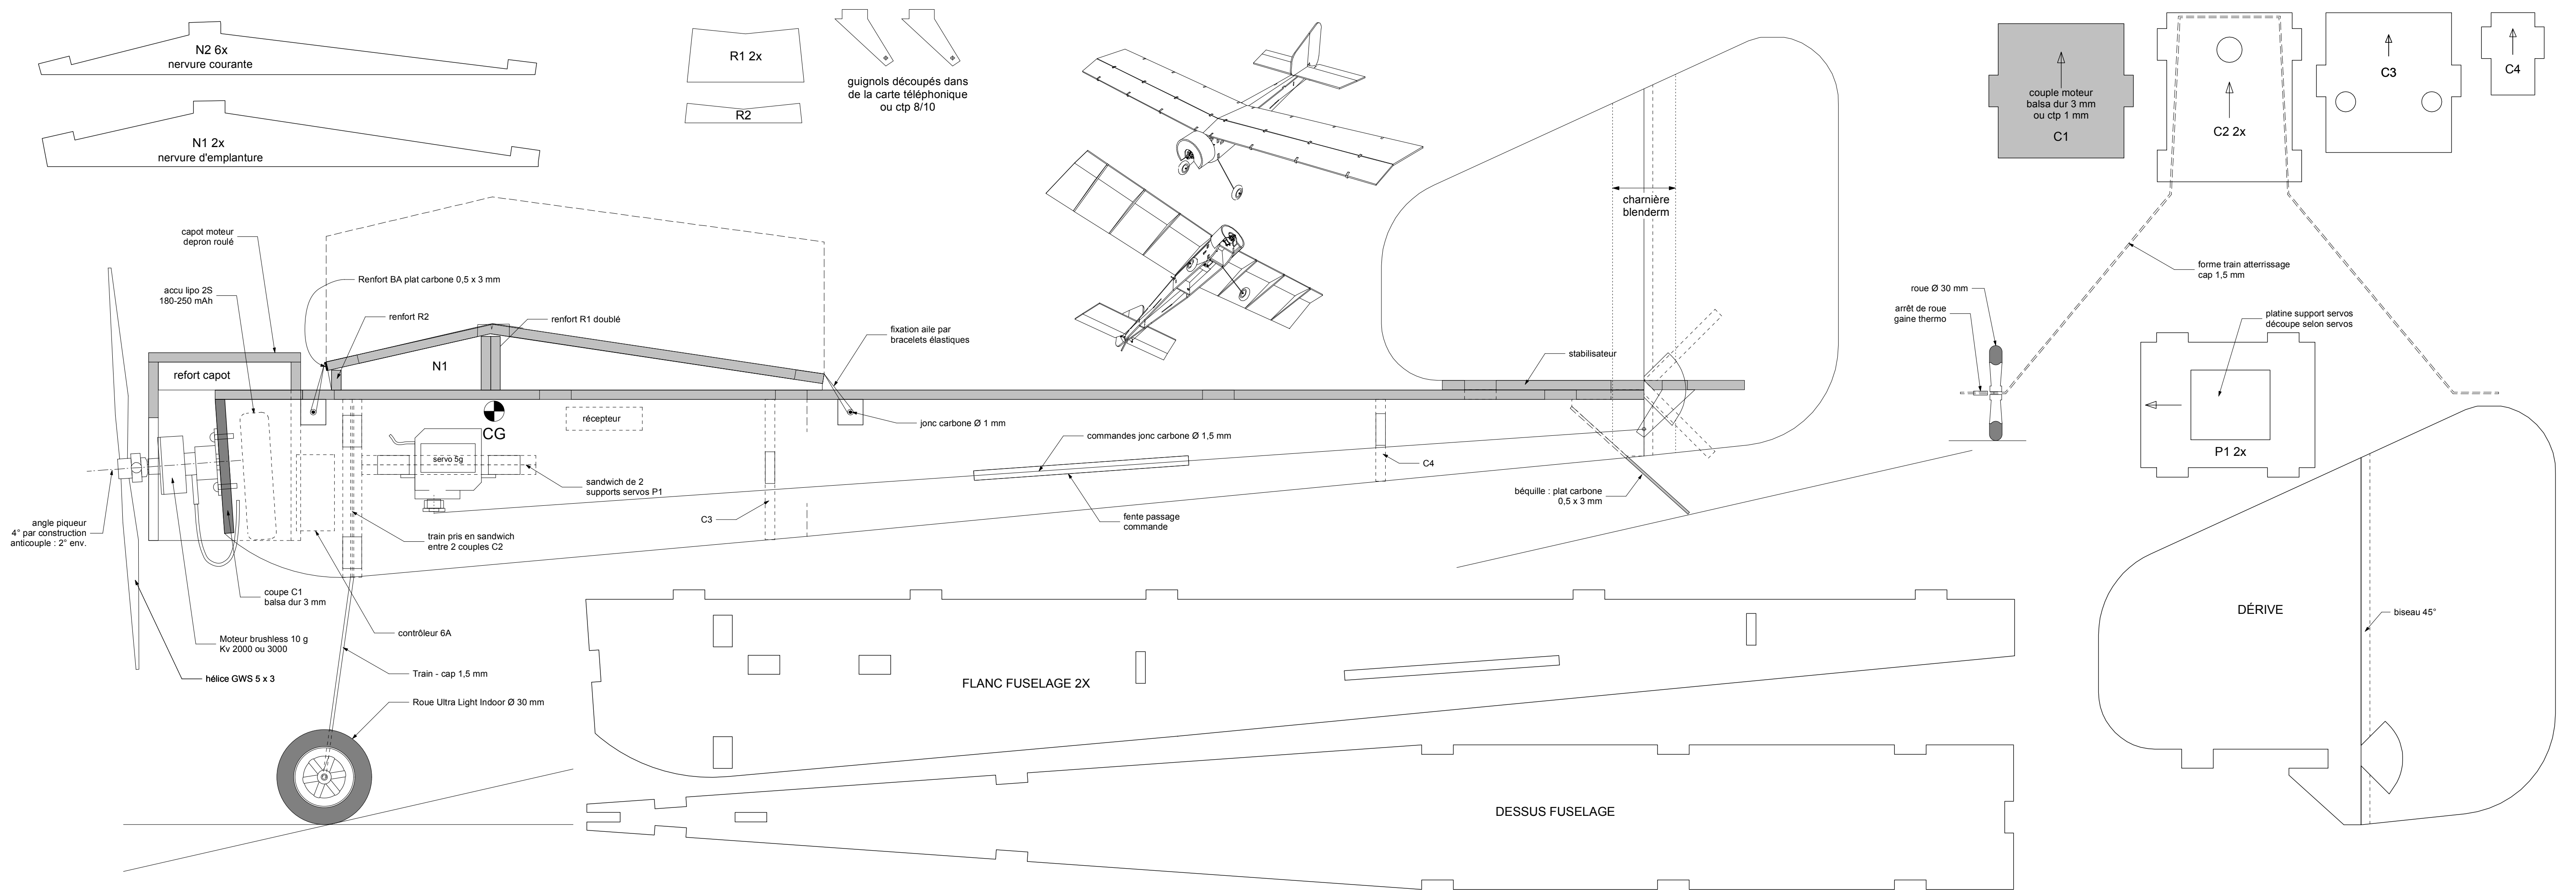 N2 6x
nervure courante
N1 2x
nervure d'emplanture
R1 2x
R2
guignols découpés dans
de la carte téléphonique
ou ctp 8/10
couple moteur
balsa dur 3 mm
ou ctp 1 mm
C1
C2 2x
C3
C4
charnière
blenderm
forme train atterrissage
cap 1,5 mm
roue Ø 30 mm
arrêt de roue
gaine thermo
platine support servos
découpe selon servos
P1 2x
capot moteur
depron roulé
Renfort BA plat carbone 0,5 x 3 mm
accu lipo 2S
180-250 mAh
renfort R2
renfort R1 doublé
fixation aile par
bracelets élastiques
refort capot
N1
stabilisateur
récepteur
CG
jonc carbone Ø 1 mm
commandes jonc carbone Ø 1,5 mm
servo 5g
C4
sandwich de 2
supports servos P1
béquille : plat carbone
0,5 x 3 mm
angle piqueur
4° par construction
anticouple : 2° env.
C3
fente passage
commande
train pris en sandwich
entre 2 couples C2
coupe C1
balsa dur 3 mm
contrôleur 6A
Moteur brushless 10 g
Kv 2000 ou 3000
Train - cap 1,5 mm
hélice GWS 5 x 3
Roue Ultra Light Indoor Ø 30 mm
FLANC FUSELAGE 2X
DESSUS FUSELAGE
DÉRIVE
biseau 45°